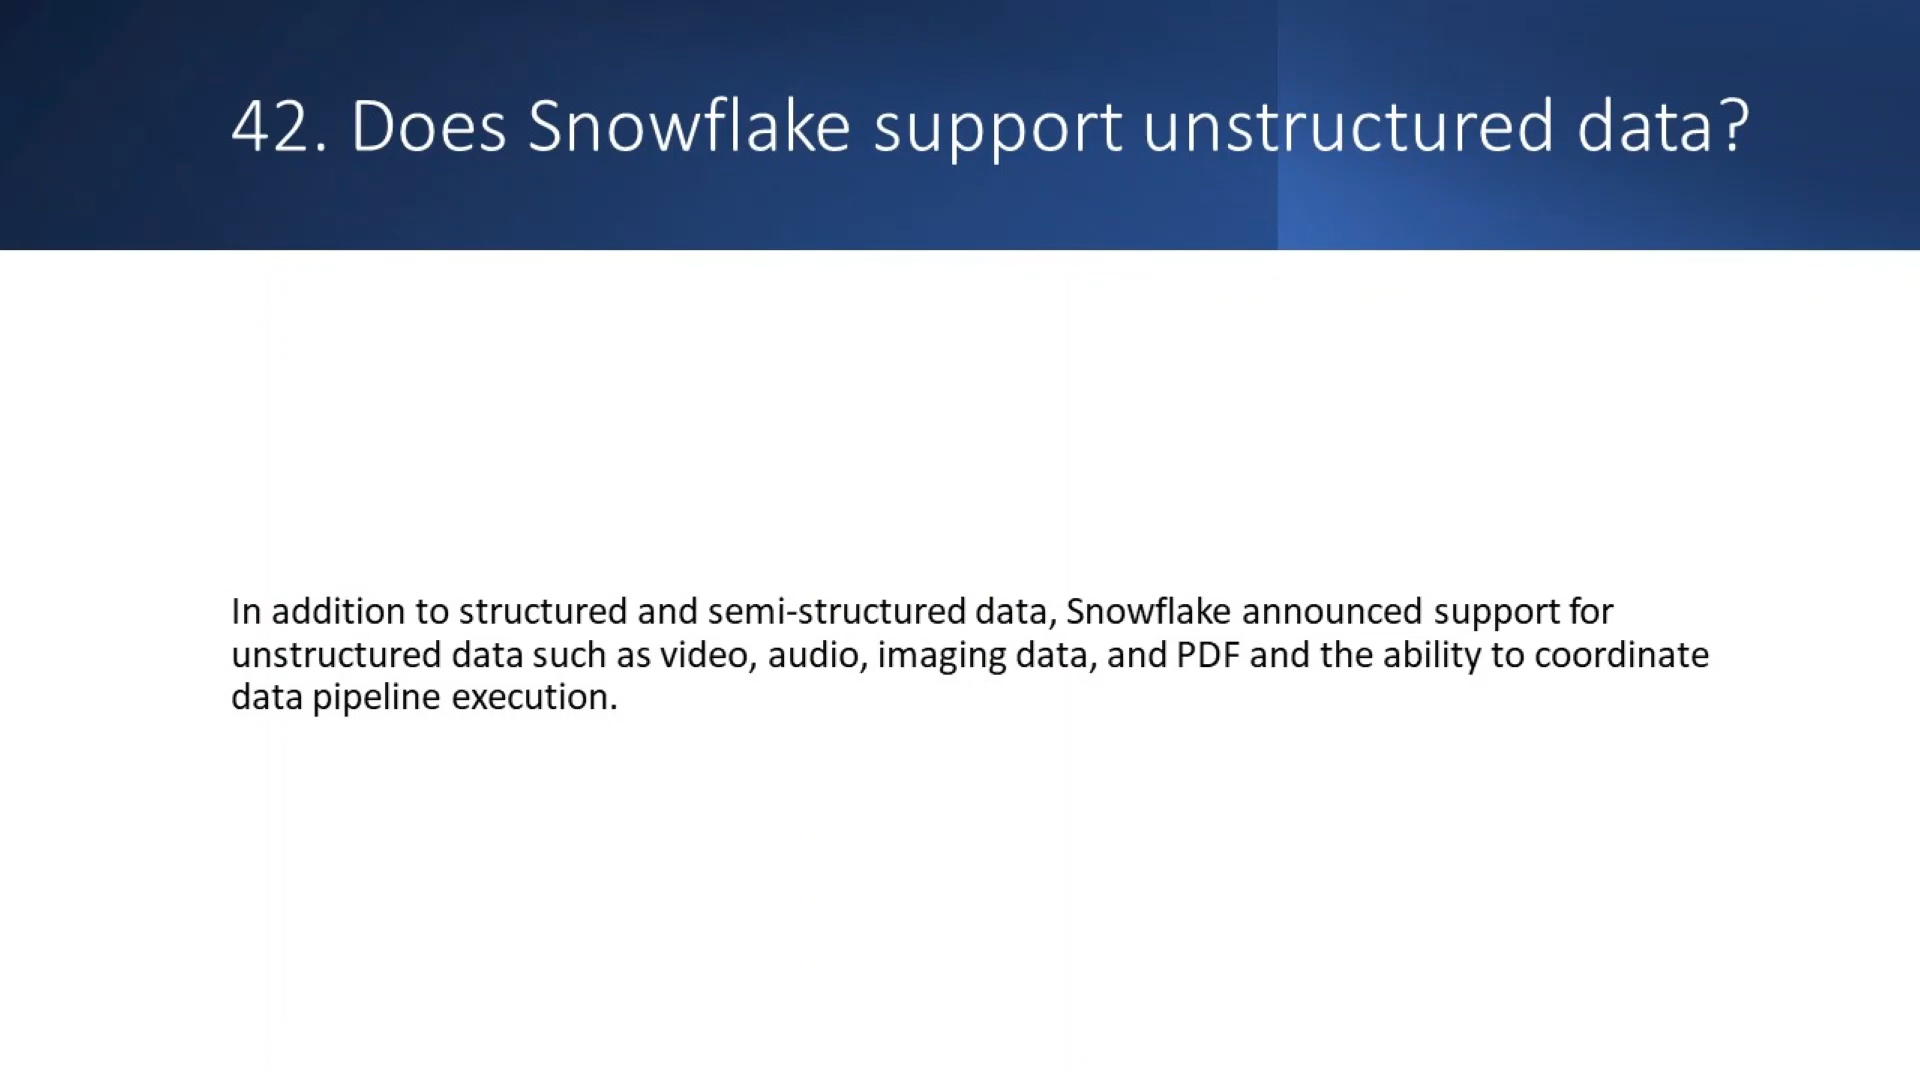 42. Does Snowflake support unstructured data?
In addition to structured and semi-structured data, Snowflake announced support for
unstructured data such as video, audio, imaging data, and PDF and the ability to coordinate
data pipeline execution.